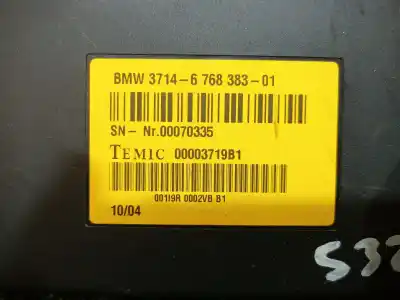 BMW 3714-6 768 383-01
SN- Nr.00070335
TEMIC 00003719B1
00119R 0002VB B1
10/04